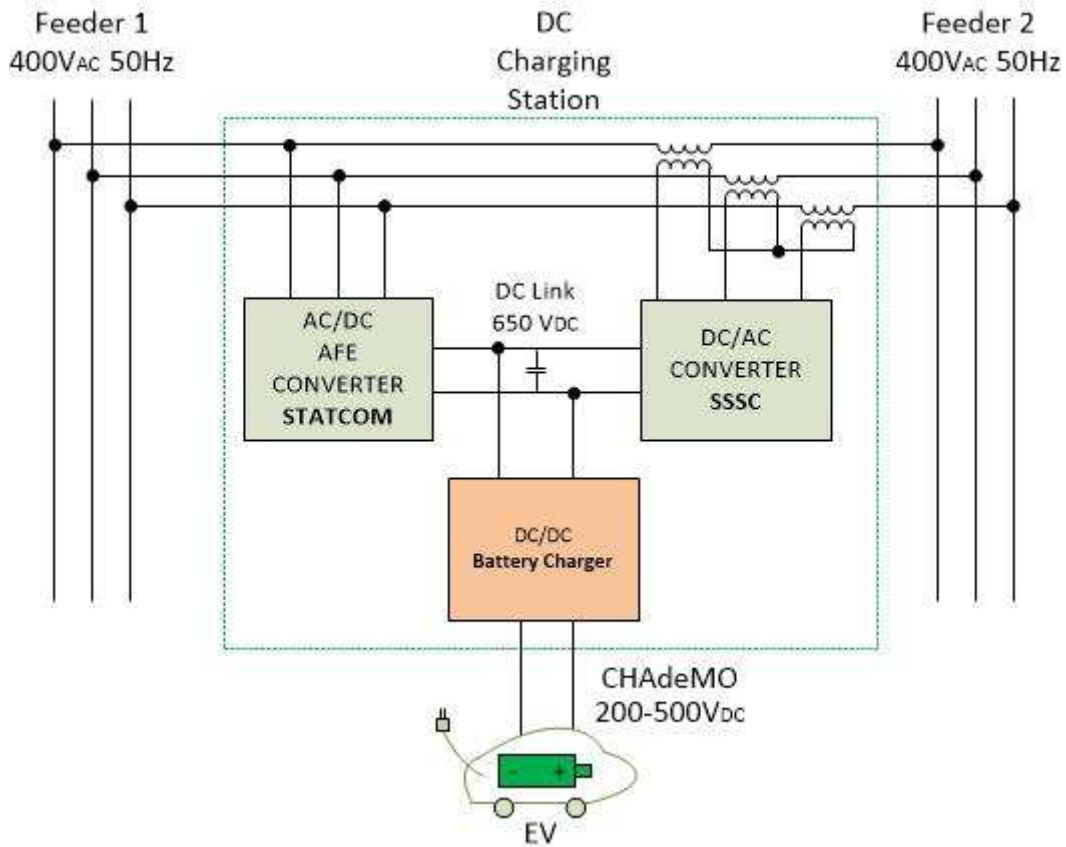 Feeder 1
400VAC 50Hz
DC
Charging
Station
Feeder 2
400VAC 50Hz
AC/DC
AFE
CONVERTER
STATCOM
DC Link
650 VDC
DC/AC
CONVERTER
SSSC
DC/DC
Battery Charger
CHAdeMO
200-500VDC
- +
EV